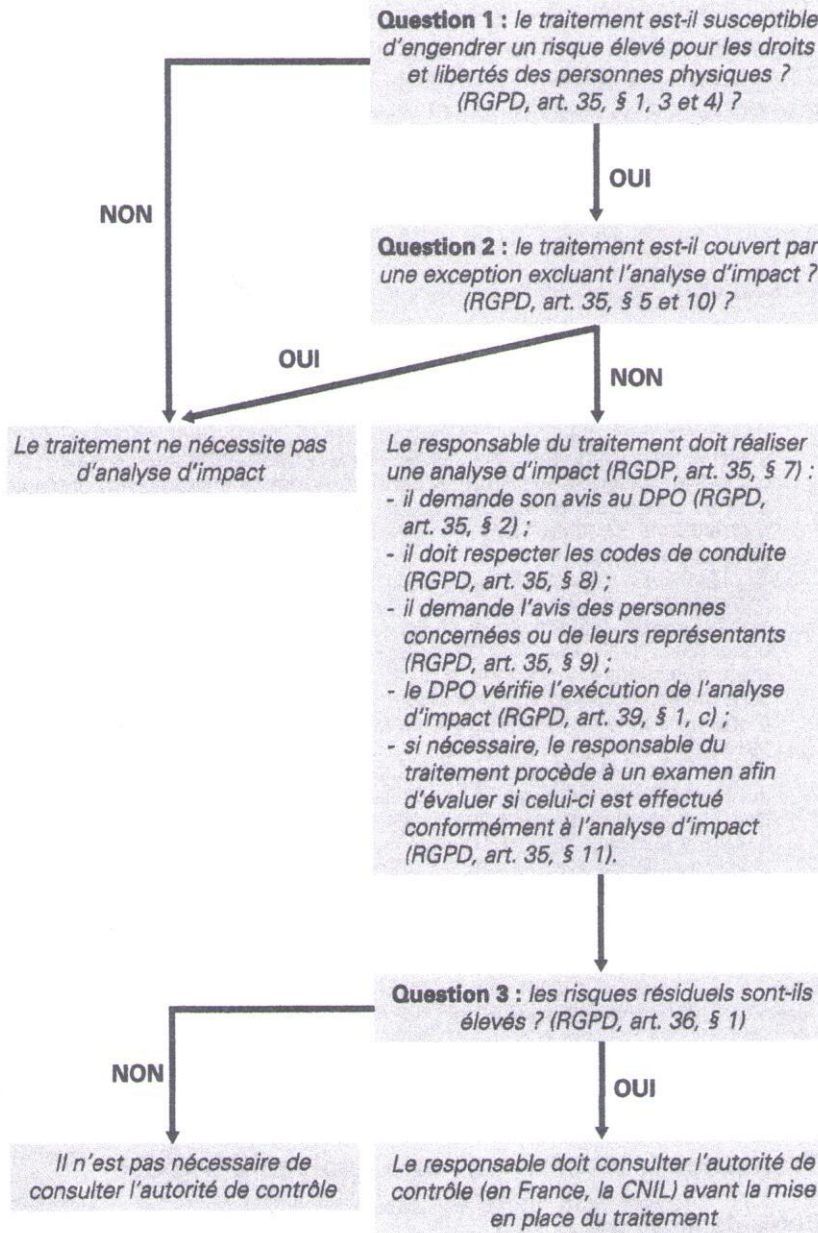 Question 1 : le traitement est-il susceptible
d'engendrer un risque élevé pour les droits
et libertés des personnes physiques ?
(RGPD, art. 35, § 1, 3 et 4) ?
NON
OUI
Question 2 : le traitement est-il couvert par
une exception excluant l'analyse d'impact ?
(RGPD, art. 35, § 5 et 10) ?
OUI
NON
Le traitement ne nécessite pas
d'analyse d'impact
Le responsable du traitement doit réaliser
une analyse d'impact (RGDP, art. 35, § 7) :
- il demande son avis au DPO (RGPD,
art. 35, § 2) ;
- il doit respecter les codes de conduite
(RGPD, art. 35, § 8) ;
- il demande l'avis des personnes
concernées ou de leurs représentants
(RGPD, art. 35, § 9) ;
- le DPO vérifie l'exécution de l'analyse
d'impact (RGPD, art. 39, § 1, c) ;
- si nécessaire, le responsable du
traitement procède à un examen afin
d'évaluer si celui-ci est effectué
conformément à l'analyse d'impact
(RGPD, art. 35, § 11).
Question 3 : les risques résiduels sont-ils
élevés ? (RGPD, art. 36, § 1)
NON
OUI
Il n'est pas nécessaire de
consulter l'autorité de contrôle
Le responsable doit consulter l'autorité de
contrôle (en France, la CNIL) avant la mise
en place du traitement